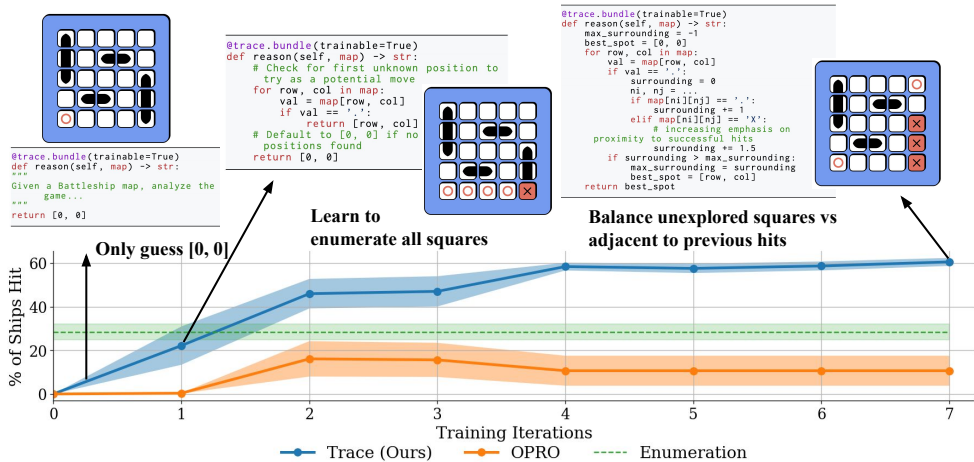 @trace.bundle(trainable=True)
def reason(self, map) -> str:
"""
Given a Battleship map, analyze the
game...
"""
return [0, 0]
@trace.bundle(trainable=True)
def reason(self, map) -> str:
# Check for first unknown position to
try as a potential move
for row, col in map:
val = map[row, col]
if val == '.':
return [row, col]
# Default to [0, 0] if no
positions found
return [0, 0]
@trace.bundle(trainable=True)
def reason(self, map) -> str:
max_surrounding = -1
best_spot = [0, 0]
for row, col in map:
val = map[row, col]
if val == '.':
surrounding = 0
ni, nj = ...
if map[ni][nj] == '.':
surrounding += 1
elif map[ni][nj] == 'X':
# increasing emphasis on
proximity to successful hits
surrounding += 1.5
if surrounding > max_surrounding:
max_surrounding = surrounding
best_spot = [row, col]
return best_spot
Only guess [0, 0]
Learn to
enumerate all squares
Balance unexplored squares vs
adjacent to previous hits
% of Ships Hit
60
40
20
0
0 1 2 3 4 5 6 7
Training Iterations
Trace (Ours) OPRO Enumeration